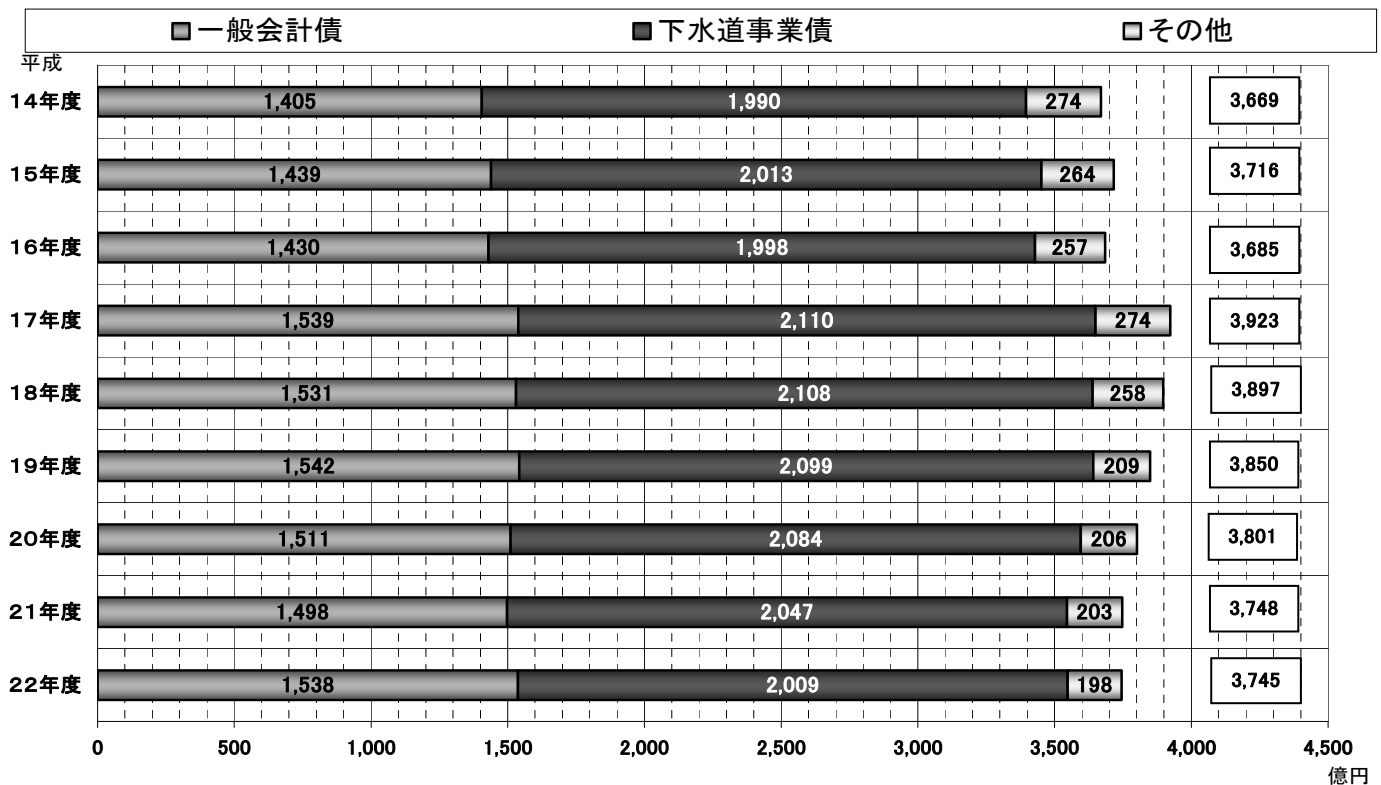 一般会計債 下水道事業債 その他
平成
14年度 1,405 1,990 274 3,669
15年度 1,439 2,013 264 3,716
16年度 1,430 1,998 257 3,685
17年度 1,539 2,110 274 3,923
18年度 1,531 2,108 258 3,897
19年度 1,542 2,099 209 3,850
20年度 1,511 2,084 206 3,801
21年度 1,498 2,047 203 3,748
22年度 1,538 2,009 198 3,745
0 500 1,000 1,500 2,000 2,500 3,000 3,500 4,000 4,500
億円